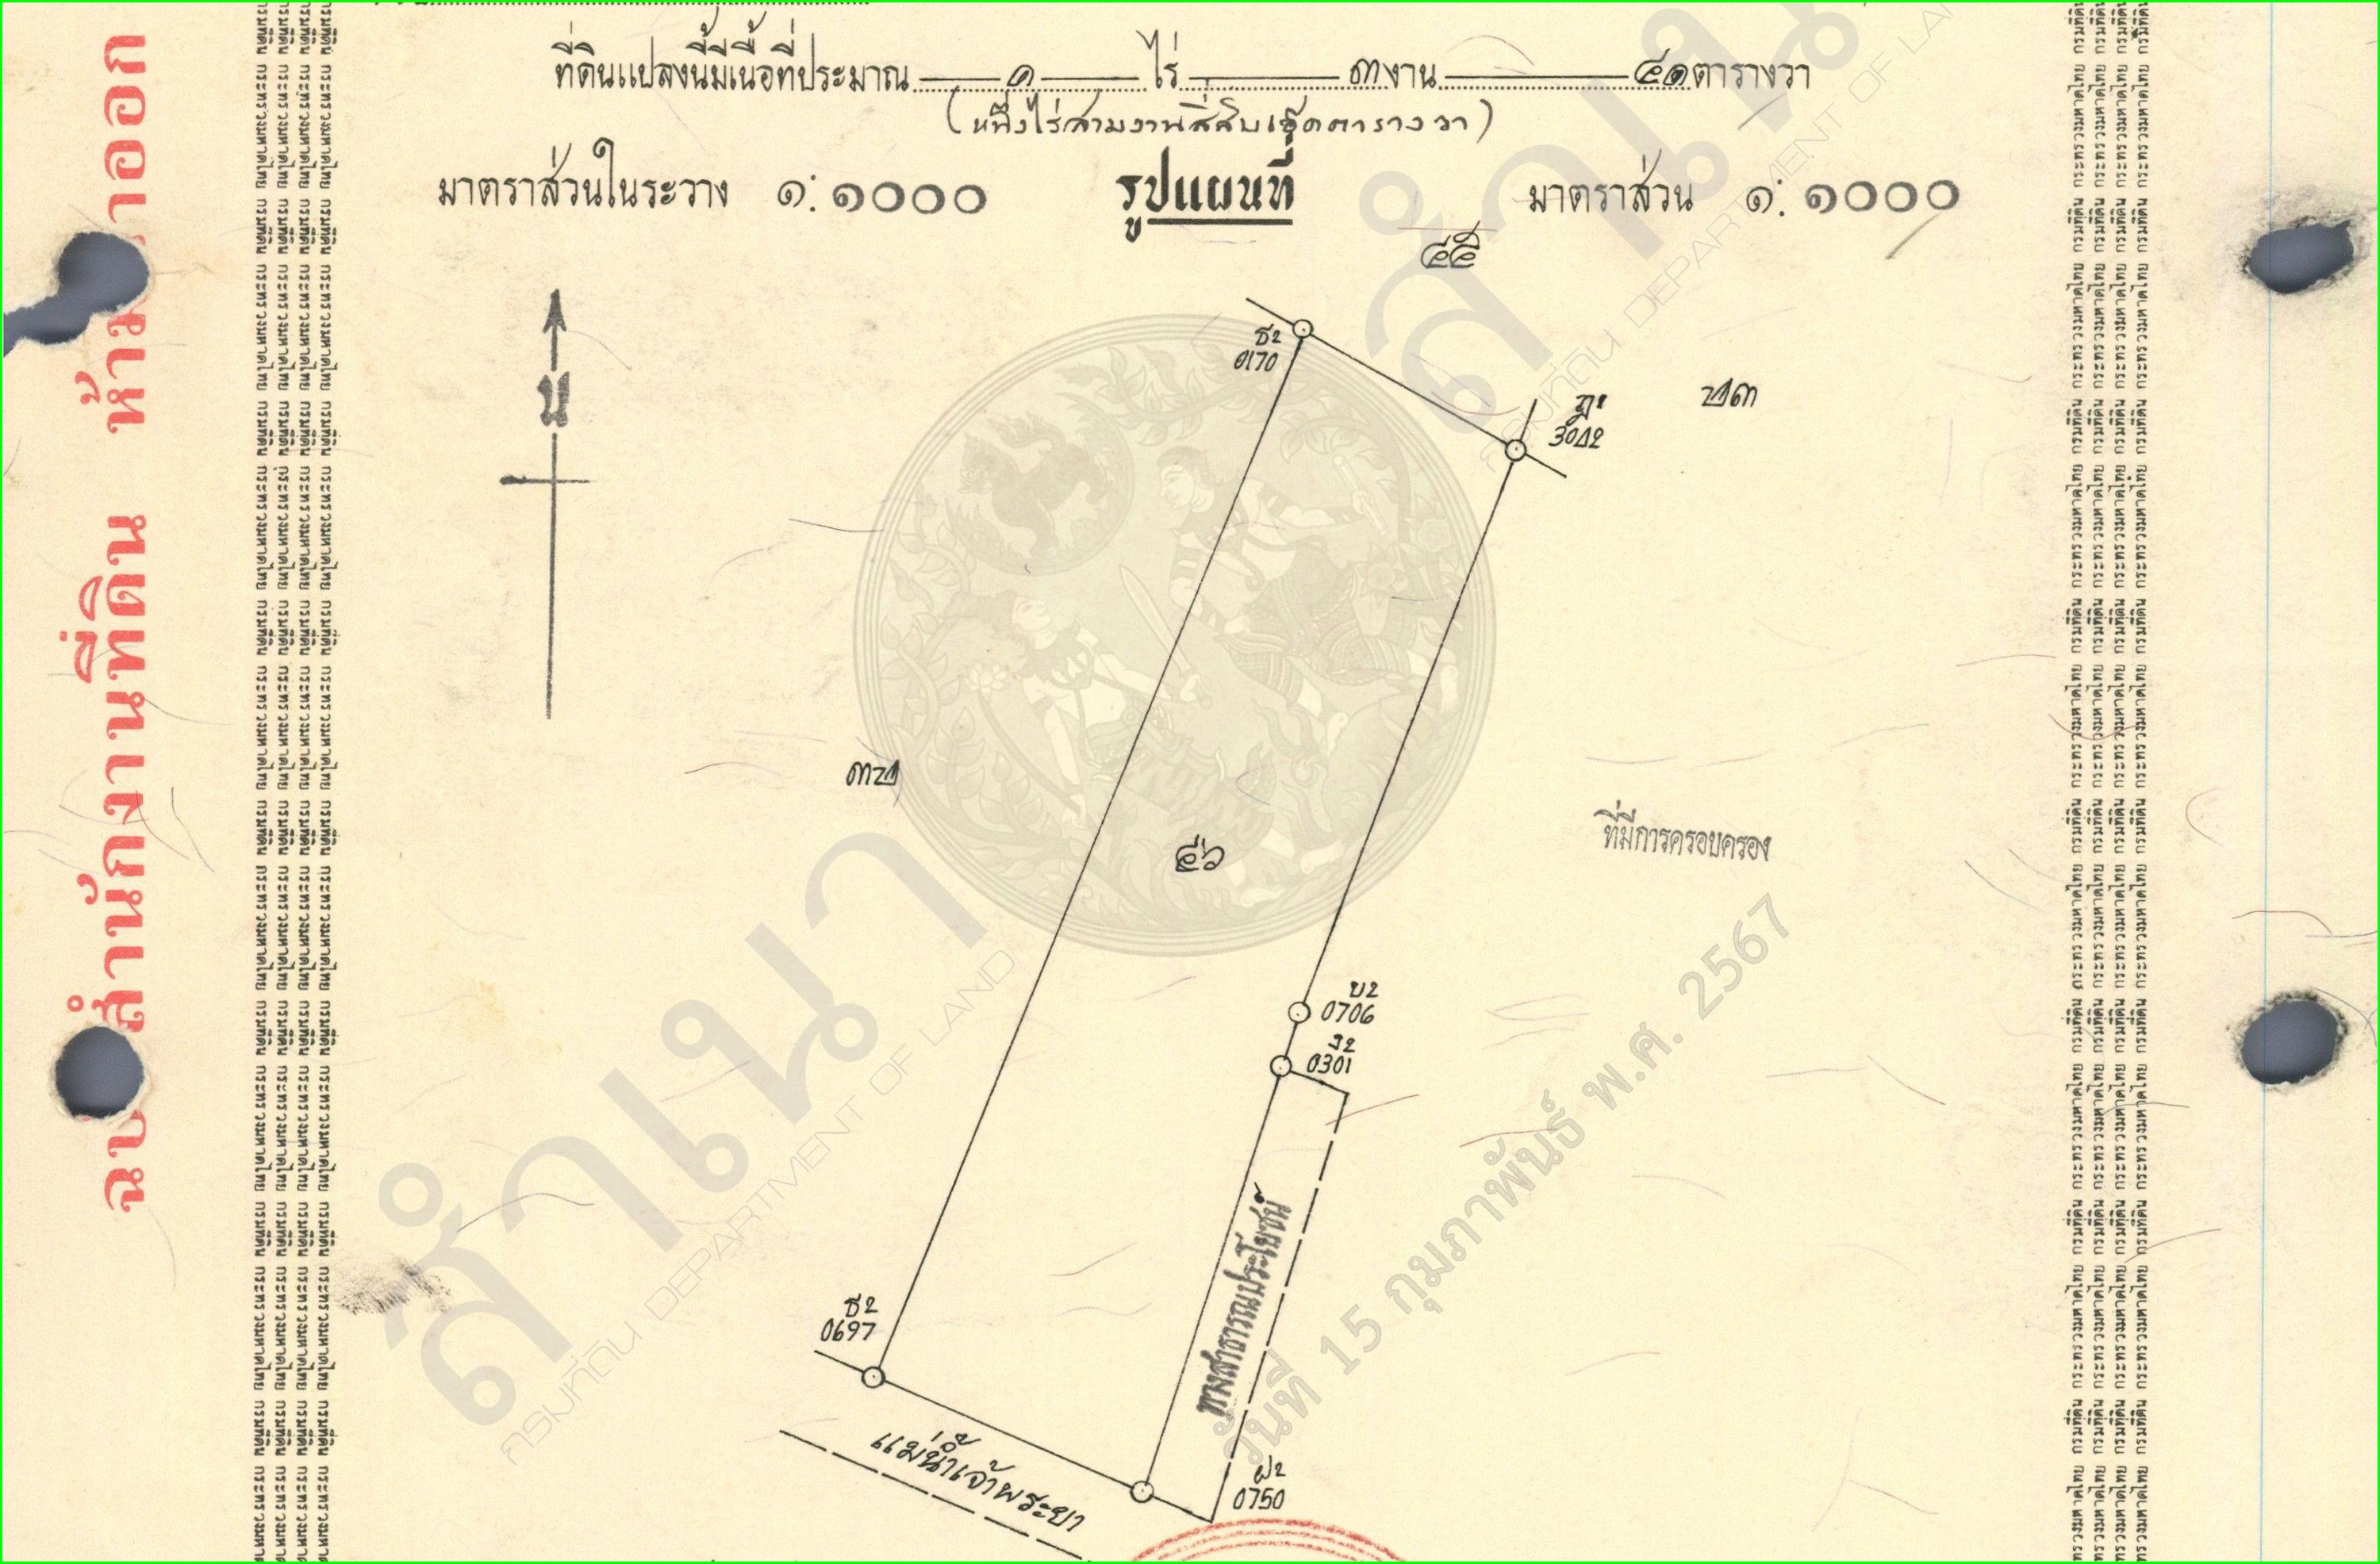 ที่ดินแปลงนี้มีเนื้อที่ประมาณ ๑ ไร่ ๓ งาน ๔๑ ตารางวา
(หนึ่งไร่สามงานสี่สิบเอ็ดตารางวา)
มาตราส่วนในระวาง ๑:๑๐๐๐ รูปแผนที่ มาตราส่วน ๑:๑๐๐๐
๔๕
ธ2
0170
ฎ1
3042
๒๓
น
๓๒
๔๖
ที่มีการครอบครอง
บ2
0706
ว2
0301
ทางสาธารณประโยชน์
ธ2
0697
ฝ2
0750
แม่น้ำเจ้าพระยา
ฉบับสำนักงานที่ดิน ห้ามนำออก
สำเนา
กรมที่ดิน DEPARTMENT OF LAND
วันที่ 15 กุมภาพันธ์ พ.ศ. 2567
กรมที่ดิน กระทรวงมหาดไทย